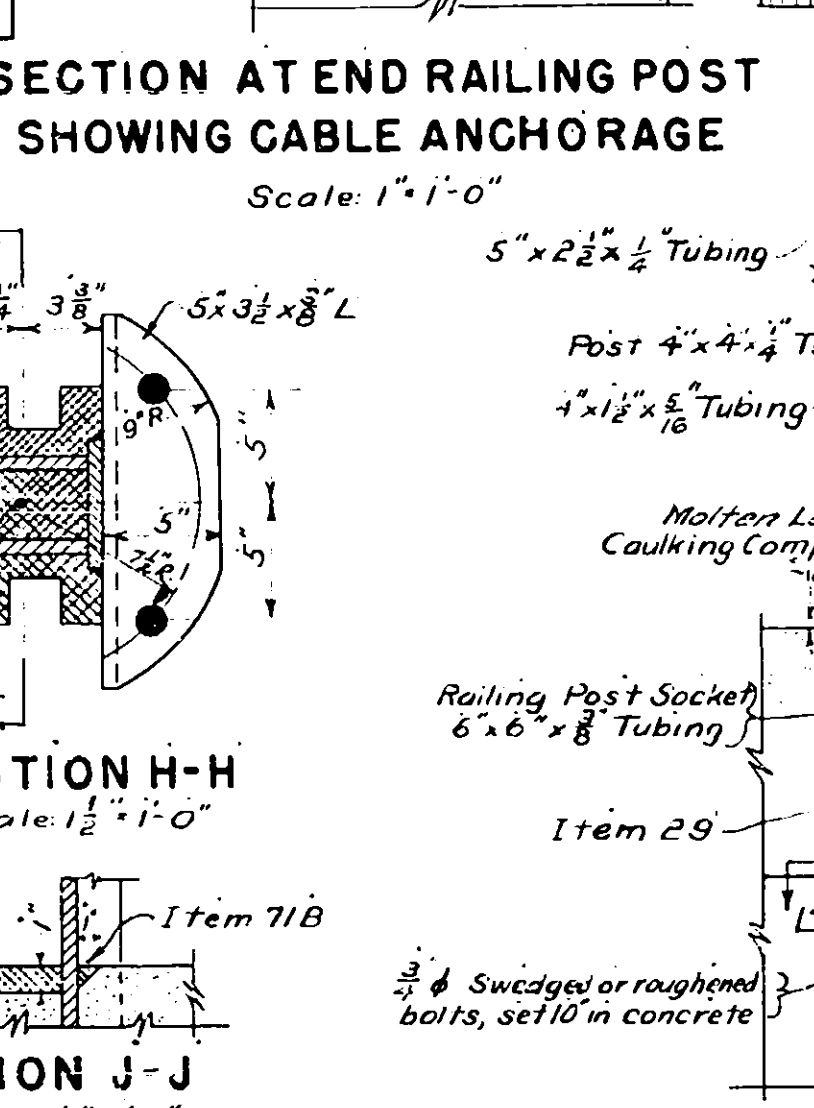 SECTION AT END RAILING POST
SHOWING CABLE ANCHORAGE
Scale: 1" = 1'-0"
5" x 2 1/2" x 1/4" Tubing
3 3/8"
5" x 3 1/2 x 3/8" L
Post 4" x 4" x 1/4"
4" x 1 1/2" x 5/16" Tubing
9" R.
5"
5"
5"
7 1/2" R.
Molten
Caulking
Railing Post Socket
6" x 6" x 3/8" Tubing
H-H
1 1/2" = 1'-0"
Item 29
Item 71B
1"
3/4 ϕ Swedged or roughened
bolts, set 10" in concrete
J-J